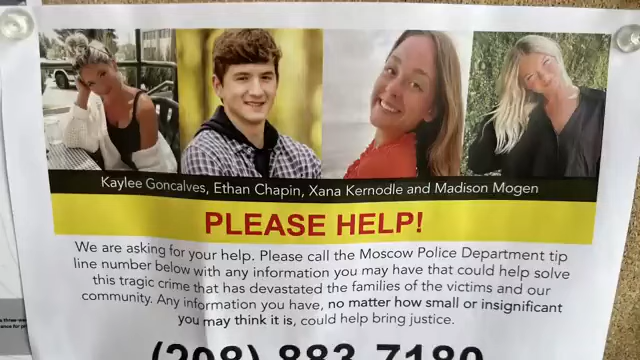 Kaylee Goncalves, Ethan Chapin, Xana Kernodle and Madison Mogen
PLEASE HELP!
We are asking for your help. Please call the Moscow Police Department tip
line number below with any information you may have that could help solve
this tragic crime that has devastated the families of the victims and our
community. Any information you have, no matter how small or insignificant
you may think it is, could help bring justice.
(208) 883-7180